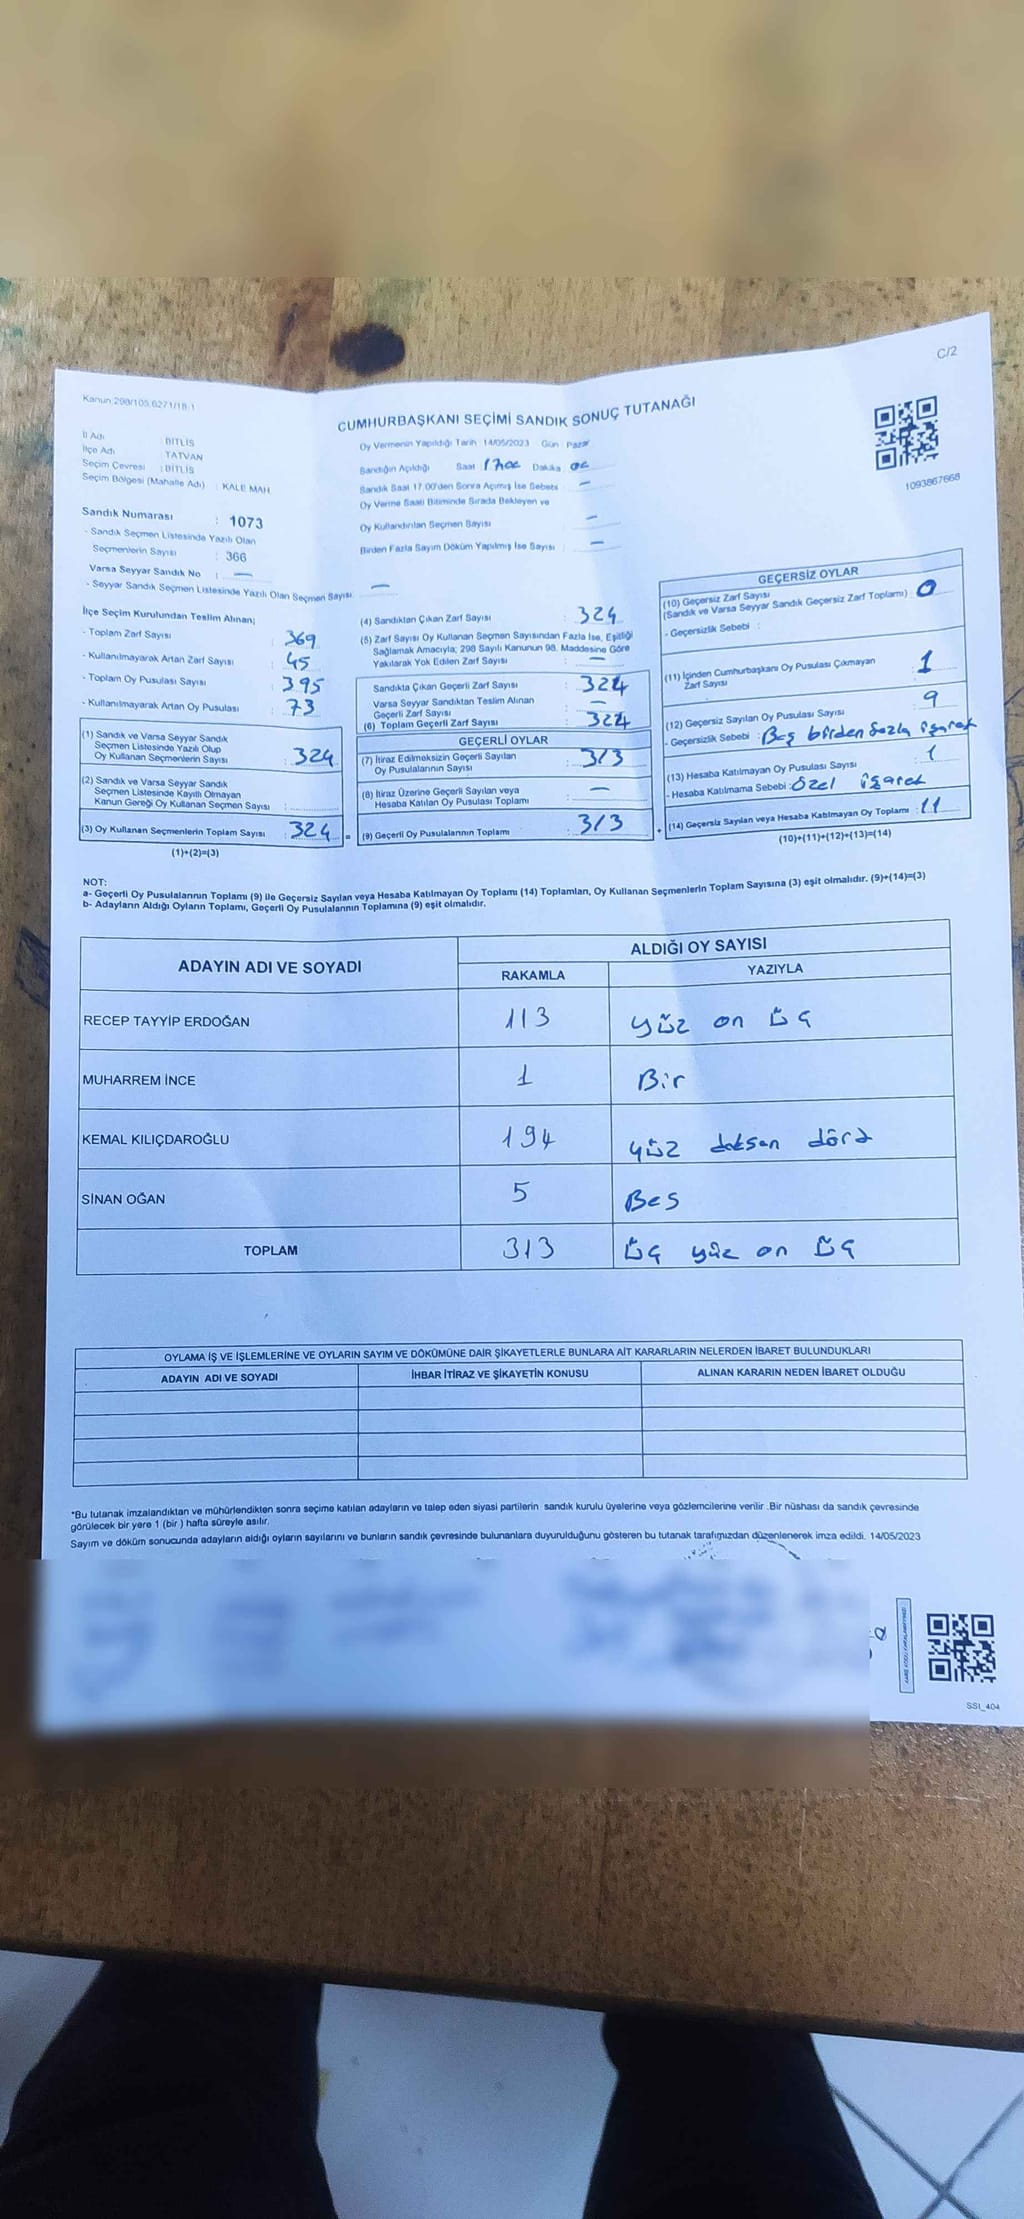 C/2
Kanun:298/105,6271/18.1
CUMHURBAŞKANI SEÇİMİ SANDIK SONUÇ TUTANAĞI
İl Adı : BİTLİS
İlçe Adı : TATVAN
Seçim Çevresi : BİTLİS
Seçim Bölgesi (Mahalle Adı) : KALE MAH
Sandık Numarası : 1073
- Sandık Seçmen Listesinde Yazılı Olan
Seçmenlerin Sayısı : 366
Varsa Seyyar Sandık No : —
- Seyyar Sandık Seçmen Listesinde Yazılı Olan Seçmen Sayısı : —
Oy Vermenin Yapıldığı Tarih 14/05/2023 Gün Pazar
Sandığın Açıldığı Saat 17.00 Dakika 00
Sandık Saat 17.00'den Sonra Açımış İse Sebebi : —
Oy Verme Saati Bitiminde Sırada Bekleyen ve
Oy Kullandırılan Seçmen Sayısı : —
Birden Fazla Sayım Döküm Yapılmış İse Sayısı : —
1093867668
İlçe Seçim Kurulundan Teslim Alınan;
- Toplam Zarf Sayısı : 369
- Kullanılmayarak Artan Zarf Sayısı : 45
- Toplam Oy Pusulası Sayısı : 395
- Kullanılmayarak Artan Oy Pusulası : 73
(1) Sandık ve Varsa Seyyar Sandık
Seçmen Listesinde Yazılı Olup
Oy Kullanan Seçmenlerin Sayısı : 324
(2) Sandık ve Varsa Seyyar Sandık
Seçmen Listesinde Kayıtlı Olmayan
Kanun Gereği Oy Kullanan Seçmen Sayısı :
(3) Oy Kullanan Seçmenlerin Toplam Sayısı : 324 =
(1)+(2)=(3)
(4) Sandıktan Çıkan Zarf Sayısı : 324
(5) Zarf Sayısı Oy Kullanan Seçmen Sayısından Fazla İse, Eşitliği
Sağlamak Amacıyla; 298 Sayılı Kanunun 98. Maddesine Göre
Yakılarak Yok Edilen Zarf Sayısı : —
Sandıkta Çıkan Geçerli Zarf Sayısı : 324
Varsa Seyyar Sandıktan Teslim Alınan
Geçerli Zarf Sayısı : —
(6) Toplam Geçerli Zarf Sayısı : 324
GEÇERLİ OYLAR
(7) İtiraz Edilmeksizin Geçerli Sayılan
Oy Pusulalarının Sayısı : 313
(8) İtiraz Üzerine Geçerli Sayılan veya
Hesaba Katılan Oy Pusulası Toplamı : —
(9) Geçerli Oy Pusulalarının Toplamı : 313 +
GEÇERSİZ OYLAR
(10) Geçersiz Zarf Sayısı
(Sandık ve Varsa Seyyar Sandık Geçersiz Zarf Toplamı) : 0
- Geçersizlik Sebebi :
(11) İçinden Cumhurbaşkanı Oy Pusulası Çıkmayan
Zarf Sayısı : 1
(12) Geçersiz Sayılan Oy Pusulası Sayısı : 9
- Geçersizlik Sebebi : Beş birden fazla işaret
(13) Hesaba Katılmayan Oy Pusulası Sayısı : 1
- Hesaba Katılmama Sebebi : özel işaret
(14) Geçersiz Sayılan veya Hesaba Katılmayan Oy Toplamı : 11
(10)+(11)+(12)+(13)=(14)
NOT:
a- Geçerli Oy Pusulalarının Toplamı (9) ile Geçersiz Sayılan veya Hesaba Katılmayan Oy Toplamı (14) Toplamları, Oy Kullanan Seçmenlerin Toplam Sayısına (3) eşit olmalıdır. (9)+(14)=(3)
b- Adayların Aldığı Oyların Toplamı, Geçerli Oy Pusulalarının Toplamına (9) eşit olmalıdır.
ADAYIN ADI VE SOYADI ALDIĞI OY SAYISI
RAKAMLA YAZIYLA
RECEP TAYYİP ERDOĞAN 113 yüz on üç
MUHARREM İNCE 1 Bir
KEMAL KILIÇDAROĞLU 194 yüz doksan dört
SİNAN OĞAN 5 Bes
TOPLAM 313 üç yüz on üç
OYLAMA İŞ VE İŞLEMLERİNE VE OYLARIN SAYIM VE DÖKÜMÜNE DAİR ŞİKAYETLERLE BUNLARA AİT KARARLARIN NELERDEN İBARET BULUNDUKLARI
ADAYIN ADI VE SOYADI İHBAR İTİRAZ VE ŞİKAYETİN KONUSU ALINAN KARARIN NEDEN İBARET OLDUĞU
*Bu tutanak imzalandıktan ve mühürlendikten sonra seçime katılan adayların ve talep eden siyasi partilerin sandık kurulu üyelerine veya gözlemcilerine verilir .Bir nüshası da sandık çevresinde
görülecek bir yere 1 (bir ) hafta süreyle asılır.
Sayım ve döküm sonucunda adayların aldığı oyların sayılarını ve bunların sandık çevresinde bulunanlara duyurulduğunu gösteren bu tutanak tarafımızdan düzenlenerek imza edildi. 14/05/2023
SSI_404